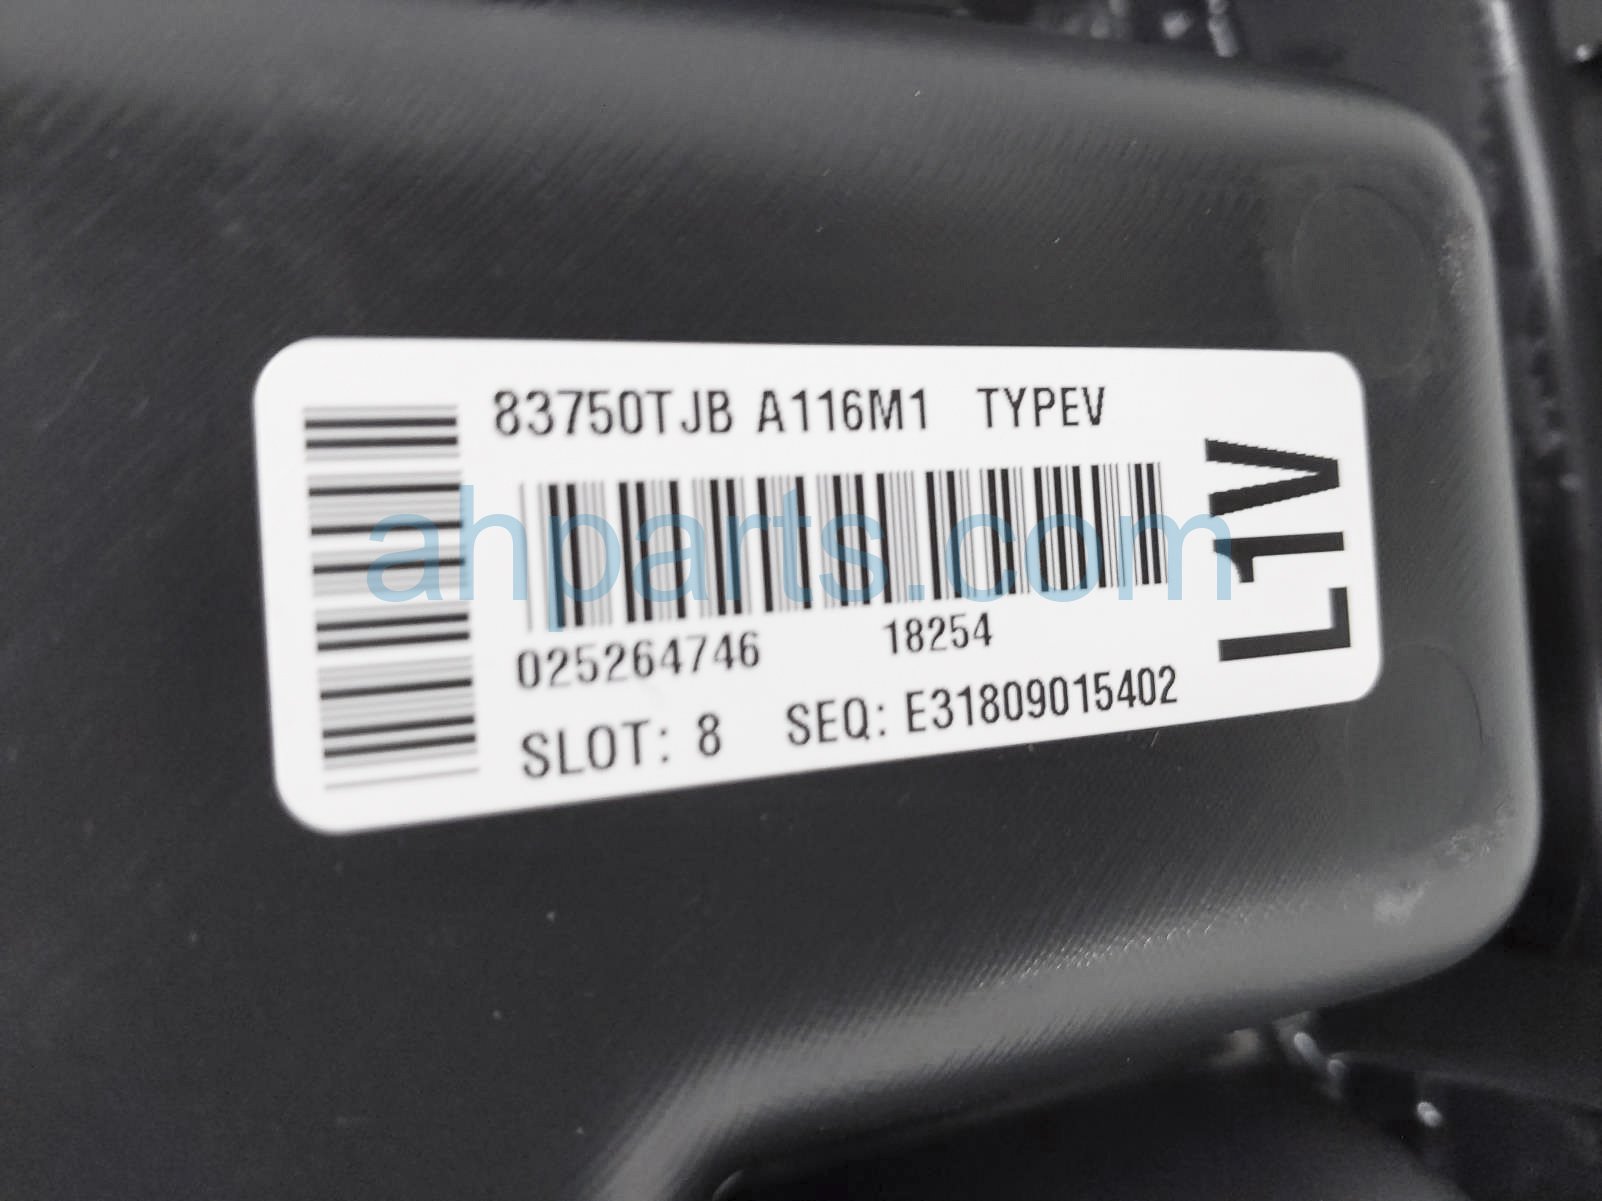 83750TJB A116M1 TYPEV
025264746 18254
SLOT: 8 SEQ: E31809015402
L1V
ahparts.com